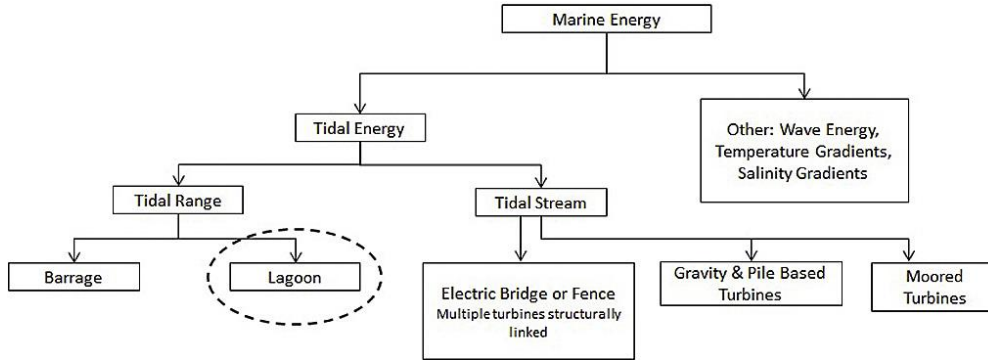 Marine Energy
Tidal Energy
Other: Wave Energy,
Temperature Gradients,
Salinity Gradients
Tidal Range
Tidal Stream
Barrage
Lagoon
Electric Bridge or Fence
Multiple turbines structurally
linked
Gravity & Pile Based
Turbines
Moored
Turbines